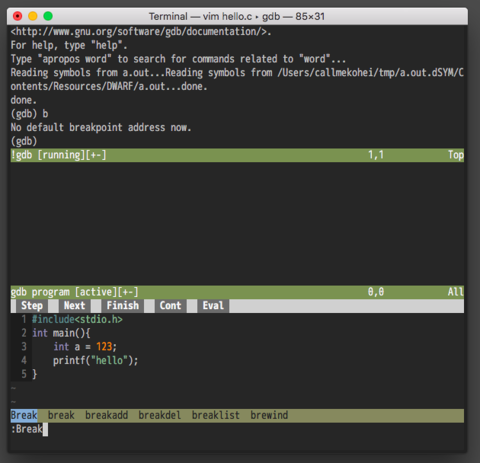 Terminal — vim hello.c ▸ gdb — 85×31
<http://www.gnu.org/software/gdb/documentation/>.
For help, type "help".
Type "apropos word" to search for commands related to "word"...
Reading symbols from a.out...Reading symbols from /Users/callmekohei/tmp/a.out.dSYM/C
ontents/Resources/DWARF/a.out...done.
done.
(gdb) b
No default breakpoint address now.
(gdb)
!gdb [running][+-] 1,1 Top
gdb program [active][+-] 0,0 All
Step Next Finish Cont Eval
1 #include<stdio.h>
2 int main(){
3     int a = 123;
4     printf("hello");
5 }
~
~
Break break breakadd breakdel breaklist brewind
:Break